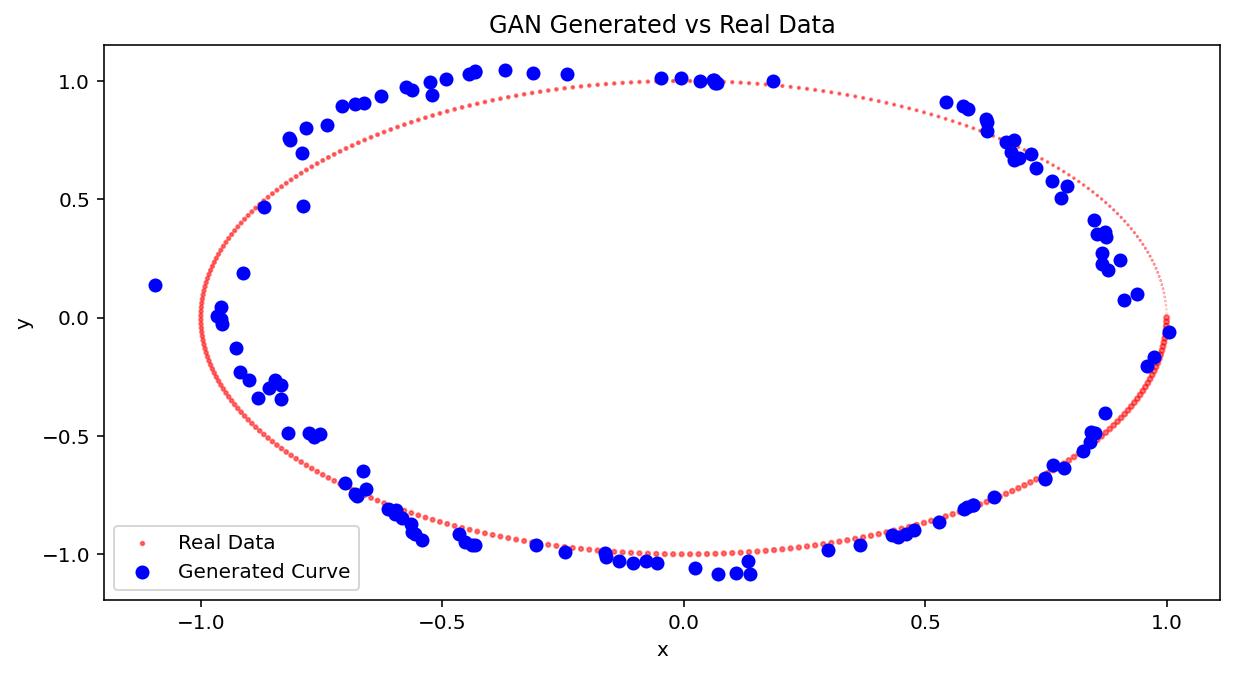 GAN Generated vs Real Data
1.0
0.5
0.0
−0.5
−1.0
y
Real Data
Generated Curve
−1.0 −0.5 0.0 0.5 1.0
x